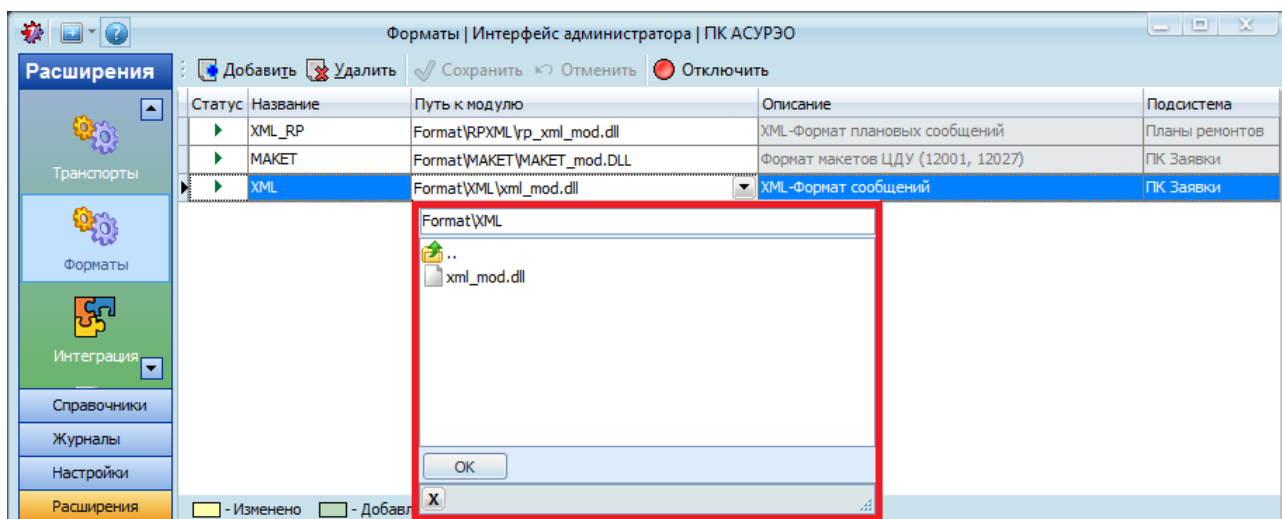 Форматы | Интерфейс администратора | ПК АСУРЭО
Расширения
Добавить Удалить Сохранить Отменить Отключить
Статус Название Путь к модулю Описание Подсистема
XML_RP Format\RPXML\rp_xml_mod.dll XML-Формат плановых сообщений Планы ремонтов
MAKET Format\MAKET\MAKET_mod.DLL Формат макетов ЦДУ (12001, 12027) ПК Заявки
XML Format\XML\xml_mod.dll XML-Формат сообщений ПК Заявки
Транспорты
Форматы
Интеграция
Справочники
Журналы
Настройки
Расширения
Format\XML
..
xml_mod.dll
OK
X
- Изменено - Добавл